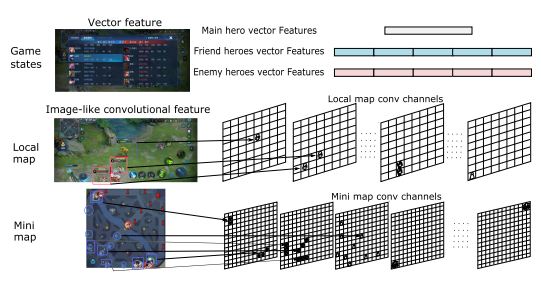 Vector feature
Main hero vector Features
Game
states
Friend heroes vector Features
Enemy heroes vector Features
Image-like convolutional feature
Local map conv channels
Local
map
Mini map conv channels
Mini
map